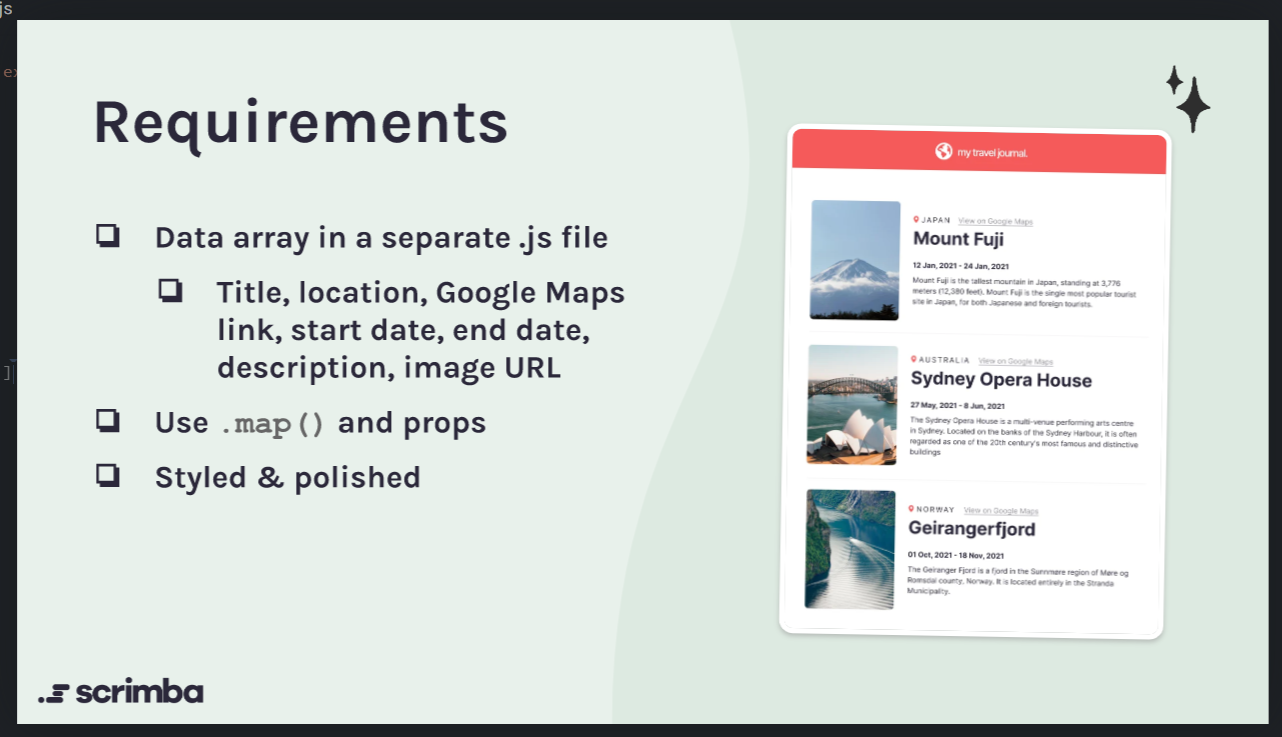 js
ex
]
Requirements
Data array in a separate .js file
Title, location, Google Maps
link, start date, end date,
description, image URL
Use .map() and props
Styled & polished
scrimba
my travel journal.
JAPAN View on Google Maps
Mount Fuji
12 Jan, 2021 - 24 Jan, 2021
Mount Fuji is the tallest mountain in Japan, standing at 3,776
meters (12,380 feet). Mount Fuji is the single most popular tourist
site in Japan, for both Japanese and foreign tourists.
AUSTRALIA View on Google Maps
Sydney Opera House
27 May, 2021 - 8 Jun, 2021
The Sydney Opera House is a multi-venue performing arts centre
in Sydney. Located on the banks of the Sydney Harbour, it is often
regarded as one of the 20th century's most famous and distinctive
buildings
NORWAY View on Google Maps
Geirangerfjord
01 Oct, 2021 - 18 Nov, 2021
The Geiranger Fjord is a fjord in the Sunnmøre region of Møre og
Romsdal county, Norway. It is located entirely in the Stranda
Municipality.